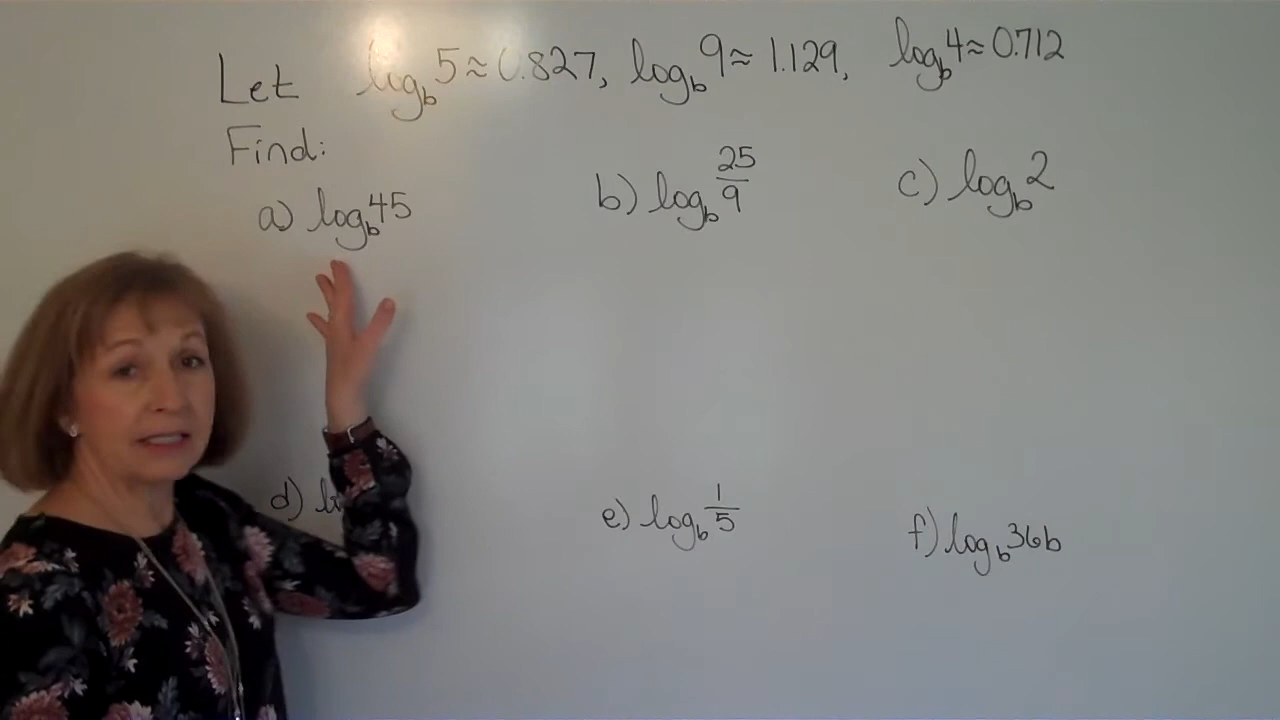 Let log_b 5 ≈ 0.827, log_b 9 ≈ 1.129, log_b 4 ≈ 0.712
Find:
a) log_b 45 b) log_b 25/9 c) log_b 2
d) e) log_b 1/5 f) log_b 36b